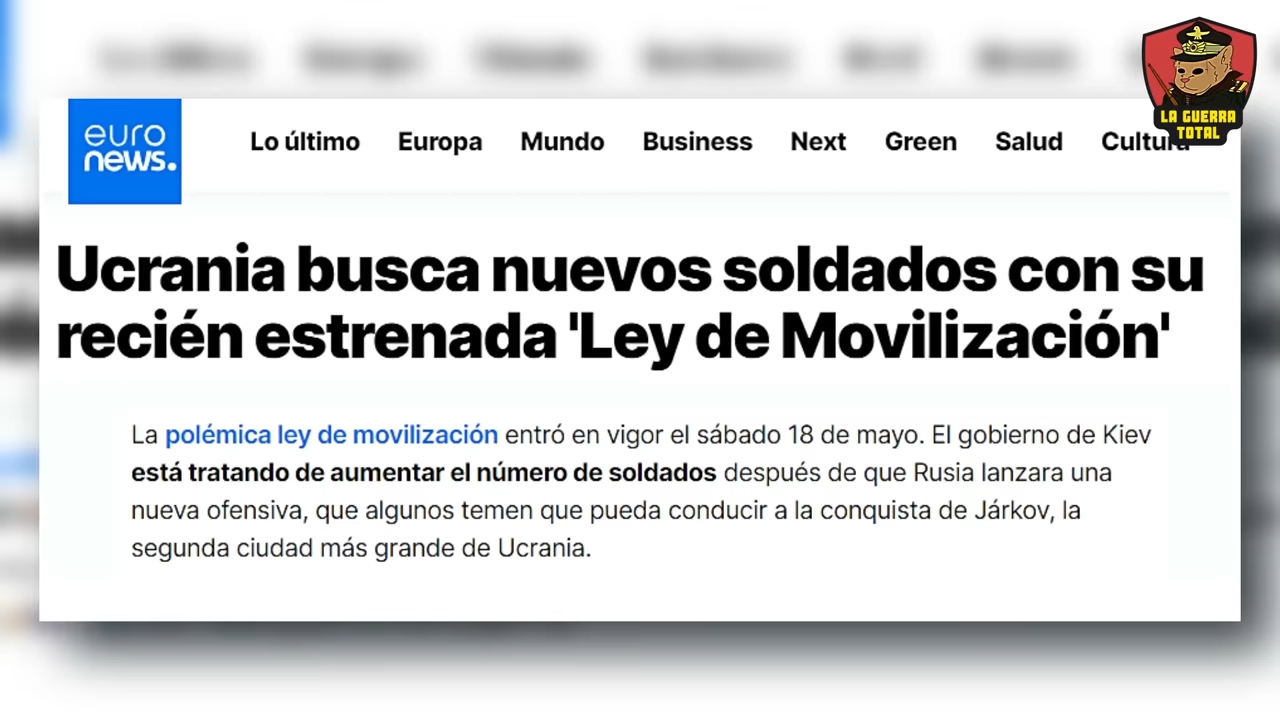 euro
news.
Lo último Europa Mundo Business Next Green Salud Cultura
LA GUERRA
TOTAL
Ucrania busca nuevos soldados con su
recién estrenada 'Ley de Movilización'
La polémica ley de movilización entró en vigor el sábado 18 de mayo. El gobierno de Kiev
está tratando de aumentar el número de soldados después de que Rusia lanzara una
nueva ofensiva, que algunos temen que pueda conducir a la conquista de Járkov, la
segunda ciudad más grande de Ucrania.